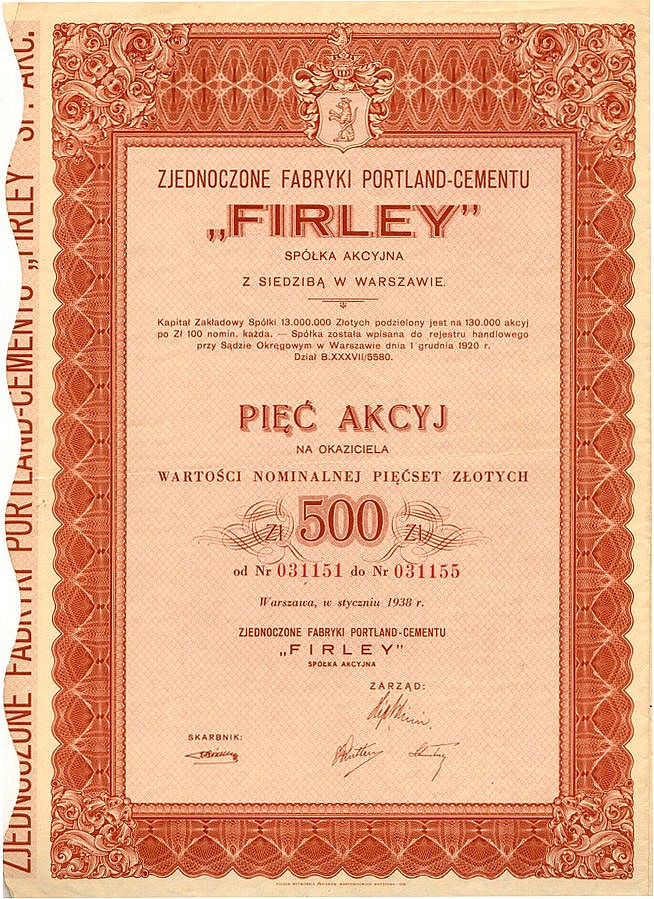 ZJEDNOCZONE FABRYKI PORTLAND-CEMENTU „FIRLEY" SP. AKC.
ZJEDNOCZONE FABRYKI PORTLAND-CEMENTU
„FIRLEY"
SPÓŁKA AKCYJNA
Z SIEDZIBĄ W WARSZAWIE.
Kapitał Zakładowy Spółki 13.000.000 Złotych podzielony jest na 130.000 akcyj
po Zł 100 nomin. każda. — Spółka została wpisana do rejestru handlowego
przy Sądzie Okręgowym w Warszawie dnia 1 grudnia 1920 r.
Dział B.XXXVII/5580.
PIĘĆ AKCYJ
NA OKAZICIELA
WARTOŚCI NOMINALNEJ PIĘĆSET ZŁOTYCH
Zł 500 Zł
od Nr 031151 do Nr 031155
Warszawa, w styczniu 1938 r.
ZJEDNOCZONE FABRYKI PORTLAND-CEMENTU
„FIRLEY"
SPÓŁKA AKCYJNA
ZARZĄD:
SKARBNIK: